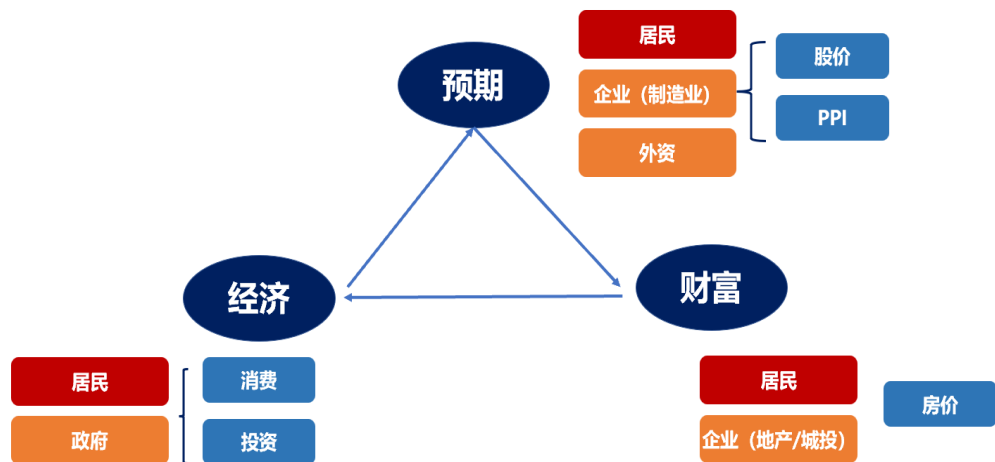 预期
居民
企业（制造业）
外资
股价
PPI
经济
财富
居民
政府
消费
投资
居民
企业（地产/城投）
房价